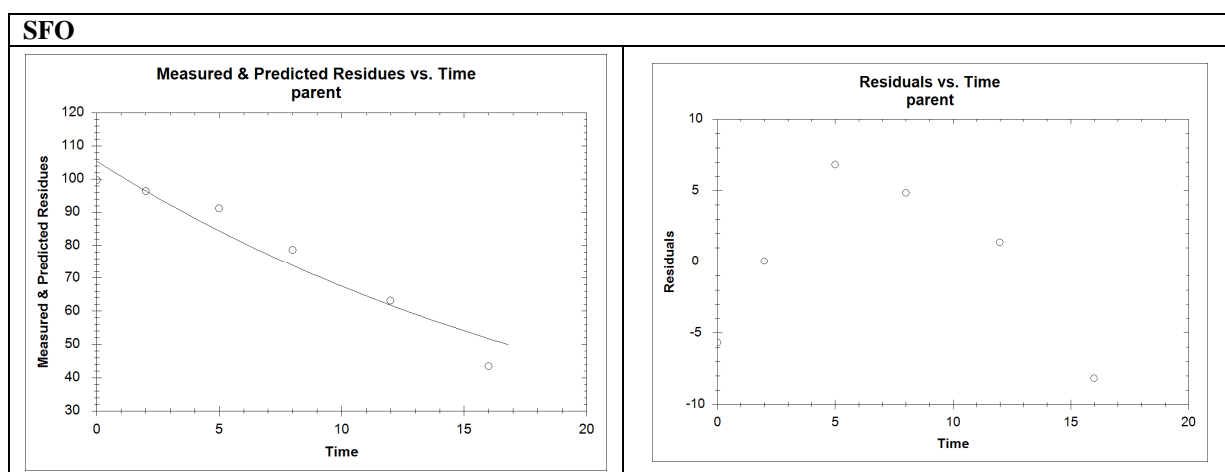 SFO
Measured & Predicted Residues vs. Time
parent
120
110
100
90
80
70
60
50
40
30
Measured & Predicted Residues
0
5
10
15
20
Time
Residuals vs. Time
parent
10
5
0
-5
-10
Residuals
0
5
10
15
20
Time